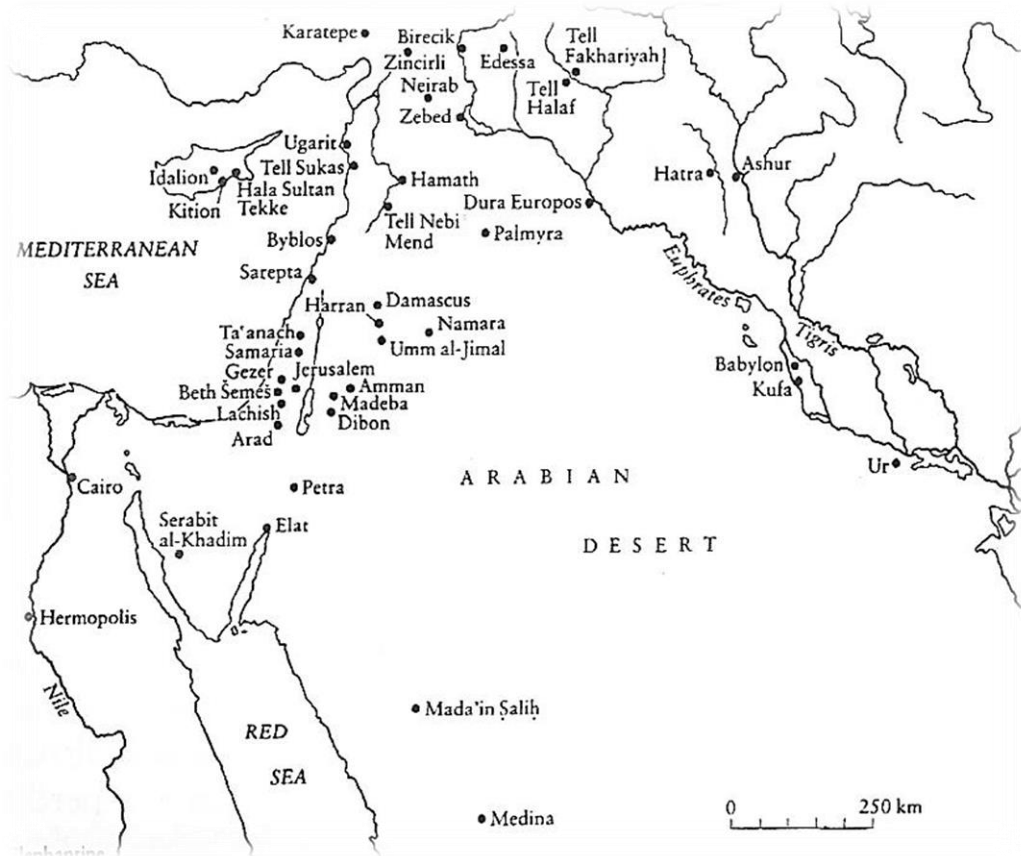 Karatepe
Birecik
Zincirli
Edessa
Tell
Fakhariyah
Neirab
Tell
Halaf
Zebed
Ugarit
Tell Sukas
Idalion
Hala Sultan
Tekke
Kition
Hamath
Hatra
Ashur
Dura Europos
Tell Nebi
Mend
Palmyra
Byblos
MEDITERRANEAN
SEA
Sarepta
Euphrates
Harran
Damascus
Namara
Umm al-Jimal
Tigris
Ta'anach
Samaria
Gezer
Jerusalem
Beth Šemeš
Amman
Madeba
Lachish
Dibon
Arad
Babylon
Kufa
Ur
Cairo
Petra
ARABIAN
DESERT
Serabit
al-Khadim
Elat
Hermopolis
Nile
Mada'in Ṣaliḥ
RED
SEA
Medina
0 250 km